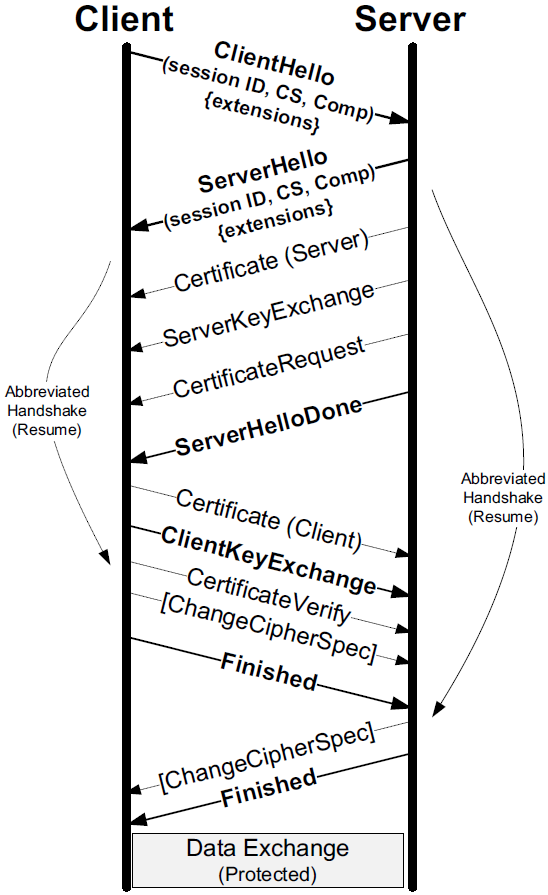 Client
Server
ClientHello
(session ID, CS, Comp)
{extensions}
ServerHello
(session ID, CS, Comp)
{extensions}
Certificate (Server)
ServerKeyExchange
CertificateRequest
ServerHelloDone
Abbreviated
Handshake
(Resume)
Abbreviated
Handshake
(Resume)
Certificate (Client)
ClientKeyExchange
CertificateVerify
[ChangeCipherSpec]
Finished
[ChangeCipherSpec]
Finished
Data Exchange
(Protected)